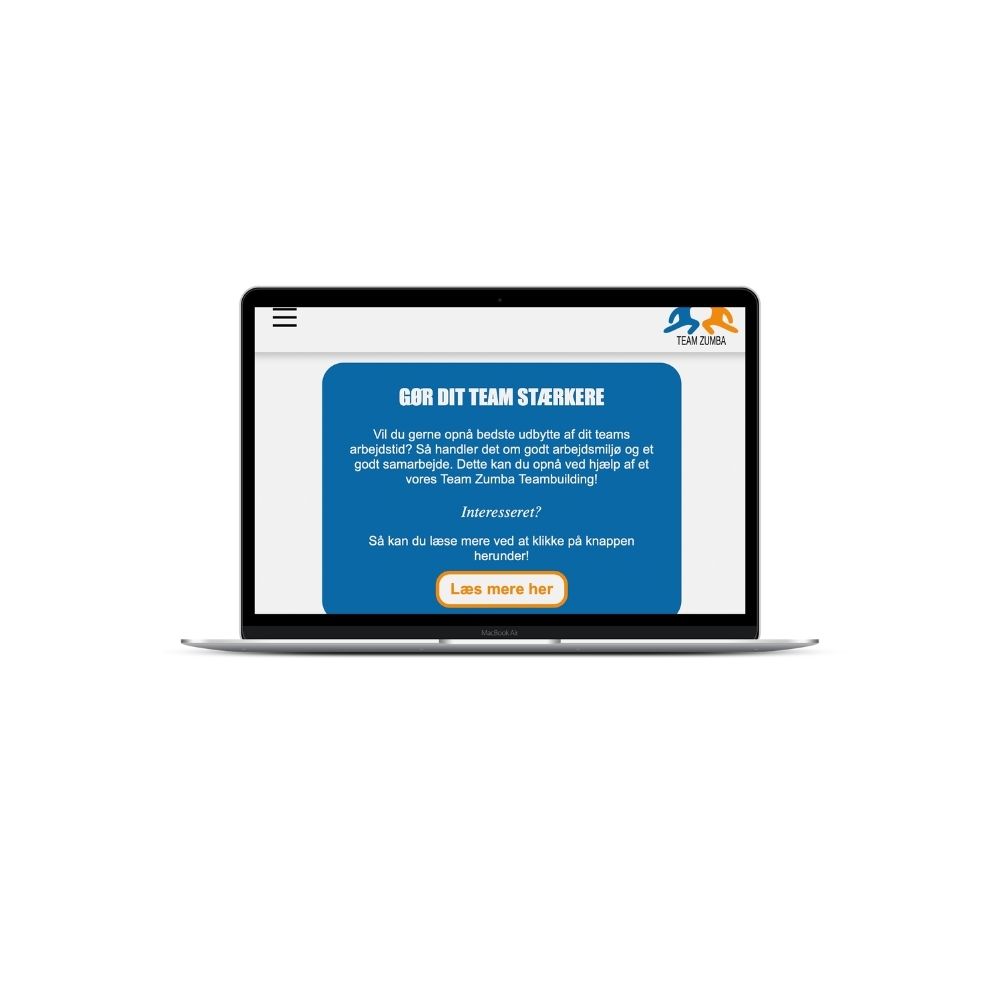 TEAM ZUMBA
GØR DIT TEAM STÆRKERE
Vil du gerne opnå bedste udbytte af dit teams
arbejdstid? Så handler det om godt arbejdsmiljø og et
godt samarbejde. Dette kan du opnå ved hjælp af et
vores Team Zumba Teambuilding!
Interesseret?
Så kan du læse mere ved at klikke på knappen
herunder!
Læs mere her
MacBook Air